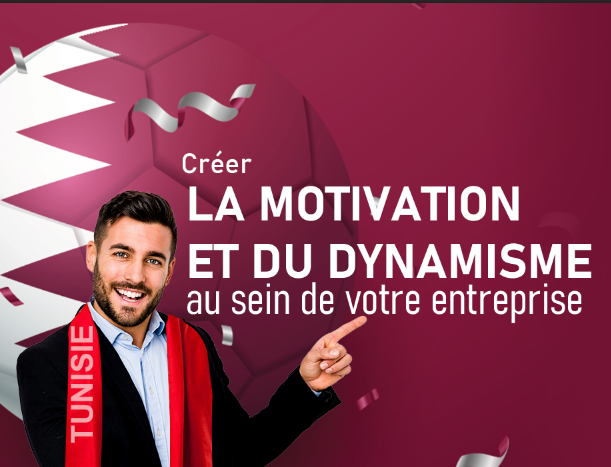 Créer
LA MOTIVATION
ET DU DYNAMISME
au sein de votre entreprise
TUNISIE